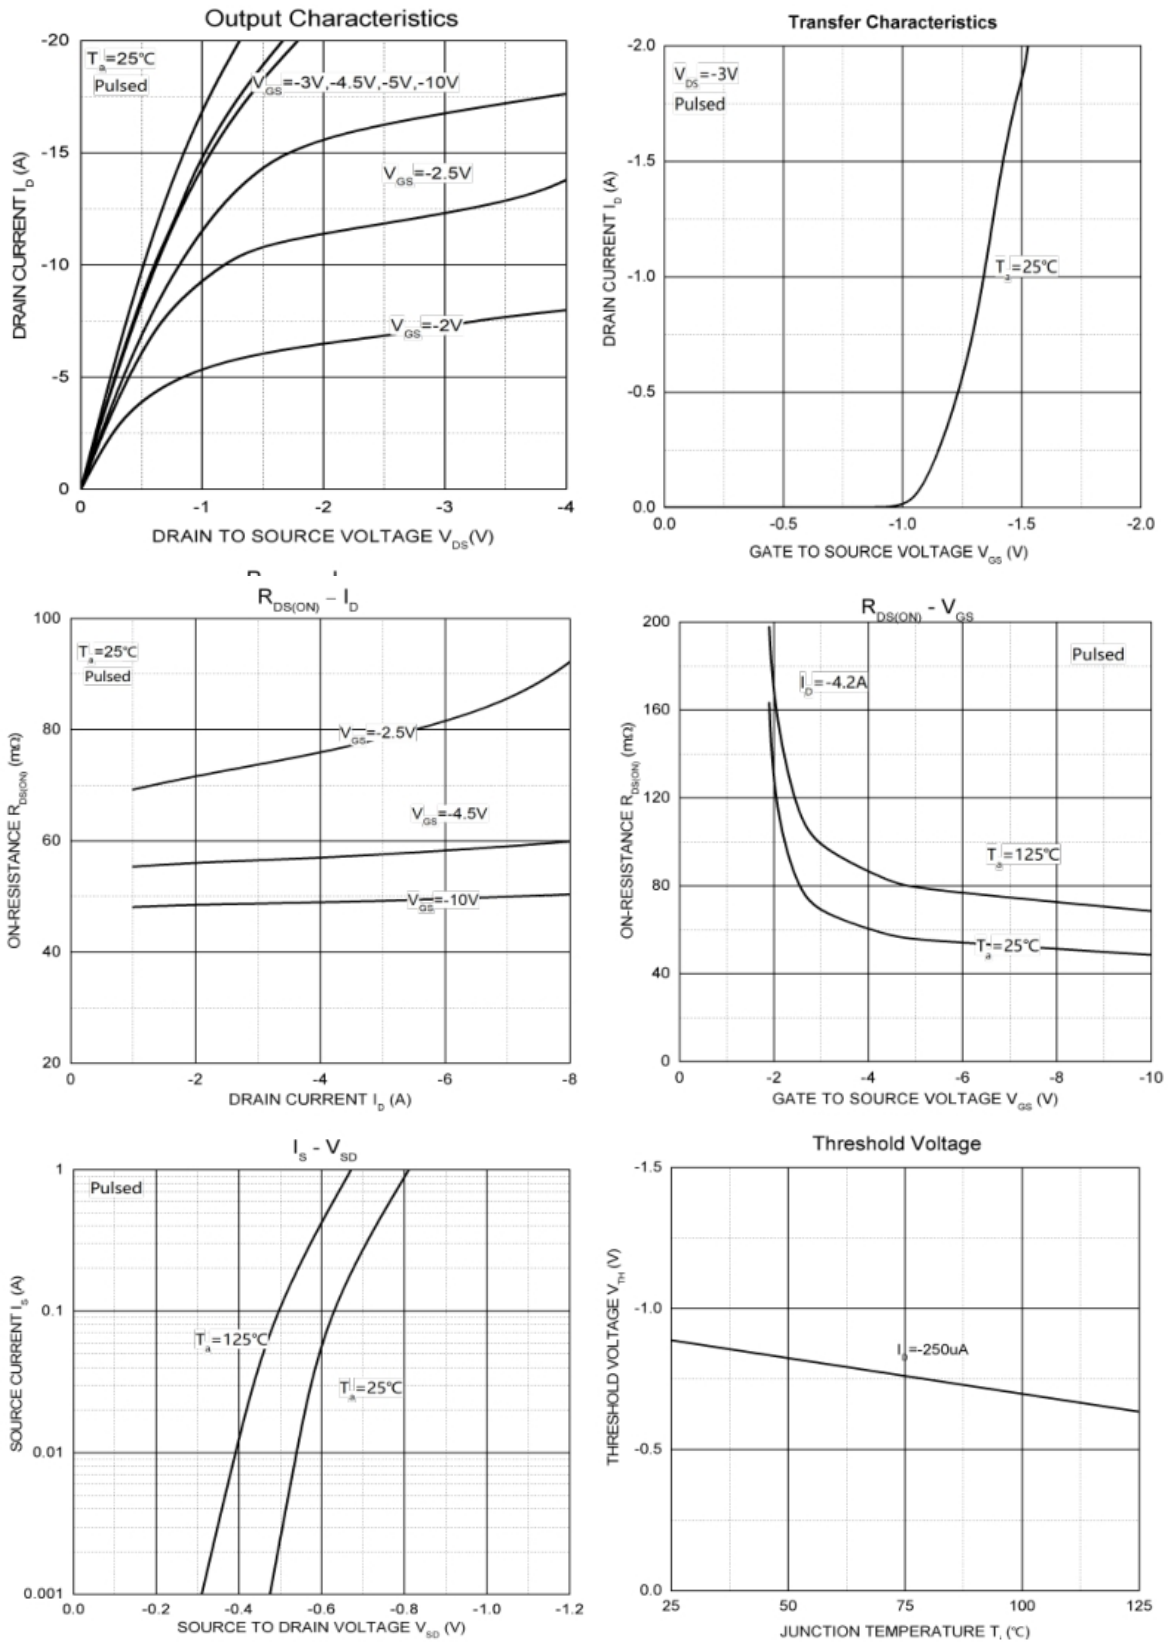 Output Characteristics
-20
-15
-10
-5
0
Ta=25℃
Pulsed
VGS=-3V,-4.5V,-5V,-10V
VGS=-2.5V
VGS=-2V
DRAIN CURRENT ID (A)
0 -1 -2 -3 -4
DRAIN TO SOURCE VOLTAGE VDS(V)
Transfer Characteristics
-2.0
-1.5
-1.0
-0.5
0.0
VDS=-3V
Pulsed
Ta=25℃
DRAIN CURRENT ID (A)
0.0 -0.5 -1.0 -1.5 -2.0
GATE TO SOURCE VOLTAGE VGS (V)
RDS(ON) – ID
100
80
60
40
20
Ta=25℃
Pulsed
VGS=-2.5V
VGS=-4.5V
VGS=-10V
ON-RESISTANCE RDS(ON) (mΩ)
0 -2 -4 -6 -8
DRAIN CURRENT ID (A)
RDS(ON) - VGS
200
160
120
80
40
0
Pulsed
ID=-4.2A
Ta=125℃
Ta=25℃
ON-RESISTANCE RDS(ON) (mΩ)
0 -2 -4 -6 -8 -10
GATE TO SOURCE VOLTAGE VGS (V)
IS - VSD
1
0.1
0.01
0.001
Pulsed
Ta=125℃
Ta=25℃
SOURCE CURRENT IS (A)
0.0 -0.2 -0.4 -0.6 -0.8 -1.0 -1.2
SOURCE TO DRAIN VOLTAGE VSD (V)
Threshold Voltage
-1.5
-1.0
-0.5
0.0
ID=-250uA
THRESHOLD VOLTAGE VTH (V)
25 50 75 100 125
JUNCTION TEMPERATURE Tj (℃)